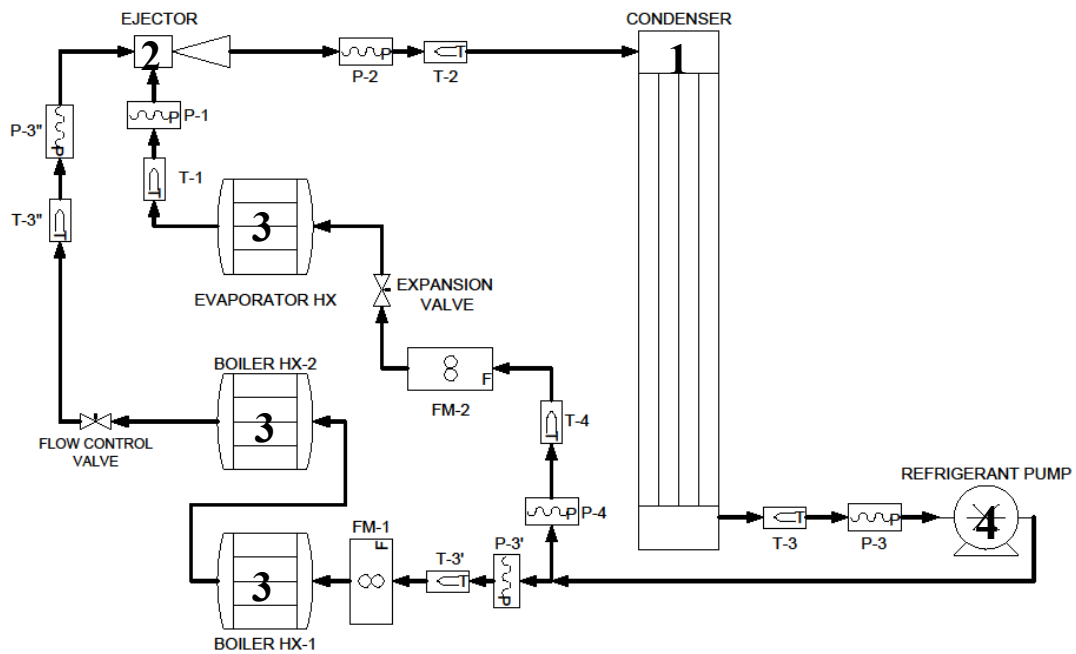 EJECTOR
CONDENSER
2
1
P
P-2
T
T-2
P-3"
P
P
P-1
T-1
T
T-3"
T
3
EVAPORATOR HX
EXPANSION
VALVE
BOILER HX-2
F
FM-2
T-4
T
3
FLOW CONTROL
VALVE
REFRIGERANT PUMP
P
P-4
T
T-3
P
P-3
4
FM-1
F
T-3'
T
P-3'
P
3
BOILER HX-1